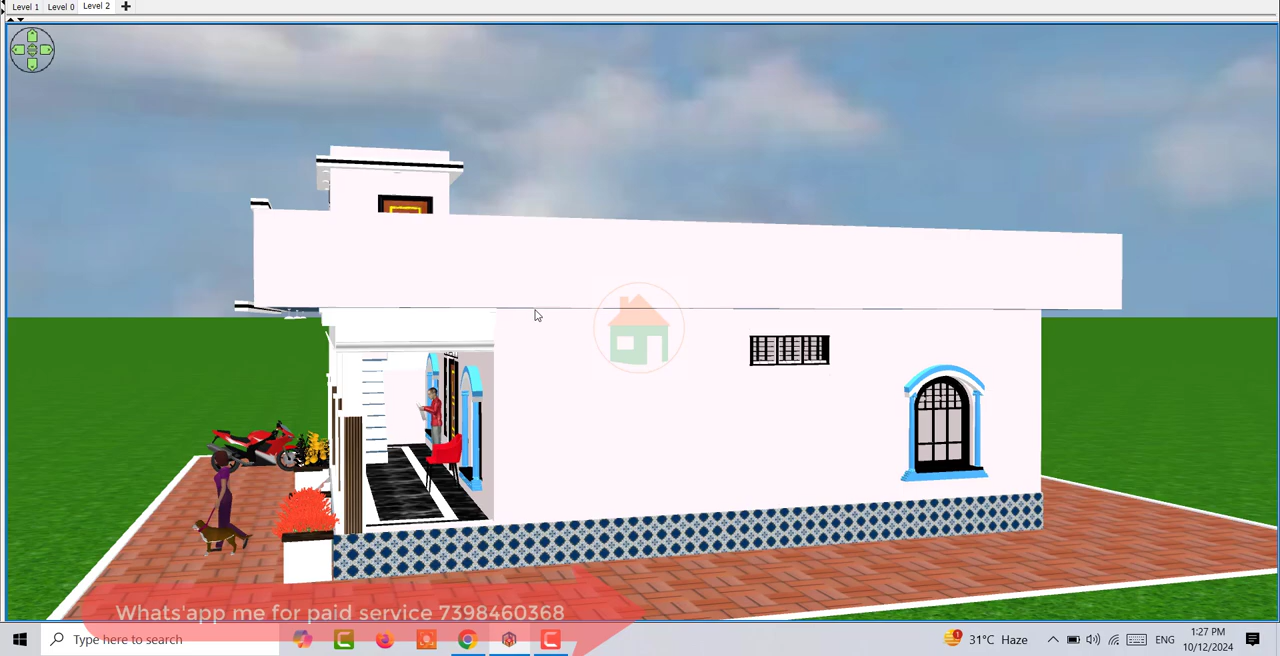 Level 1 Level 0 Level 2
Whats'app me for paid service 7398460368
Type here to search
31°C Haze
ENG
1:27 PM
10/12/2024
1